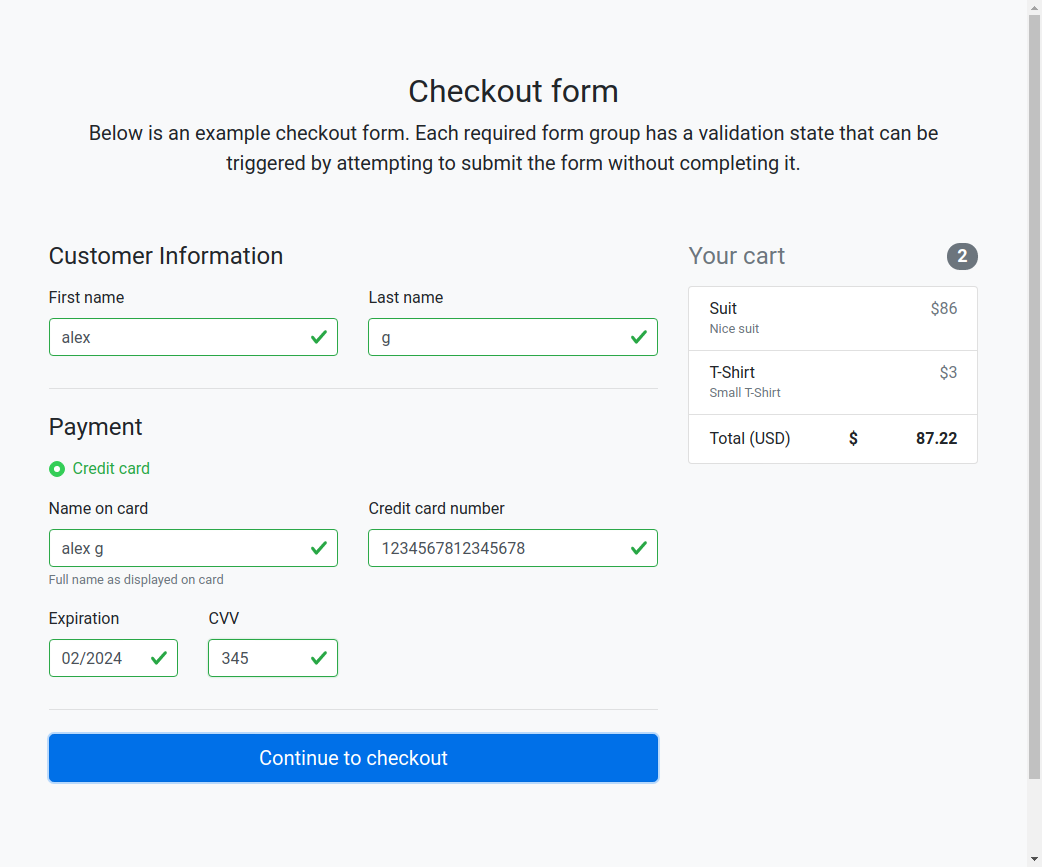 Checkout form
Below is an example checkout form. Each required form group has a validation state that can be
triggered by attempting to submit the form without completing it.
Customer Information
First name Last name
alex g
Payment
Credit card
Name on card Credit card number
alex g 1234567812345678
Full name as displayed on card
Expiration CVV
02/2024 345
Continue to checkout
Your cart 2
Suit $86
Nice suit
T-Shirt $3
Small T-Shirt
Total (USD) $ 87.22